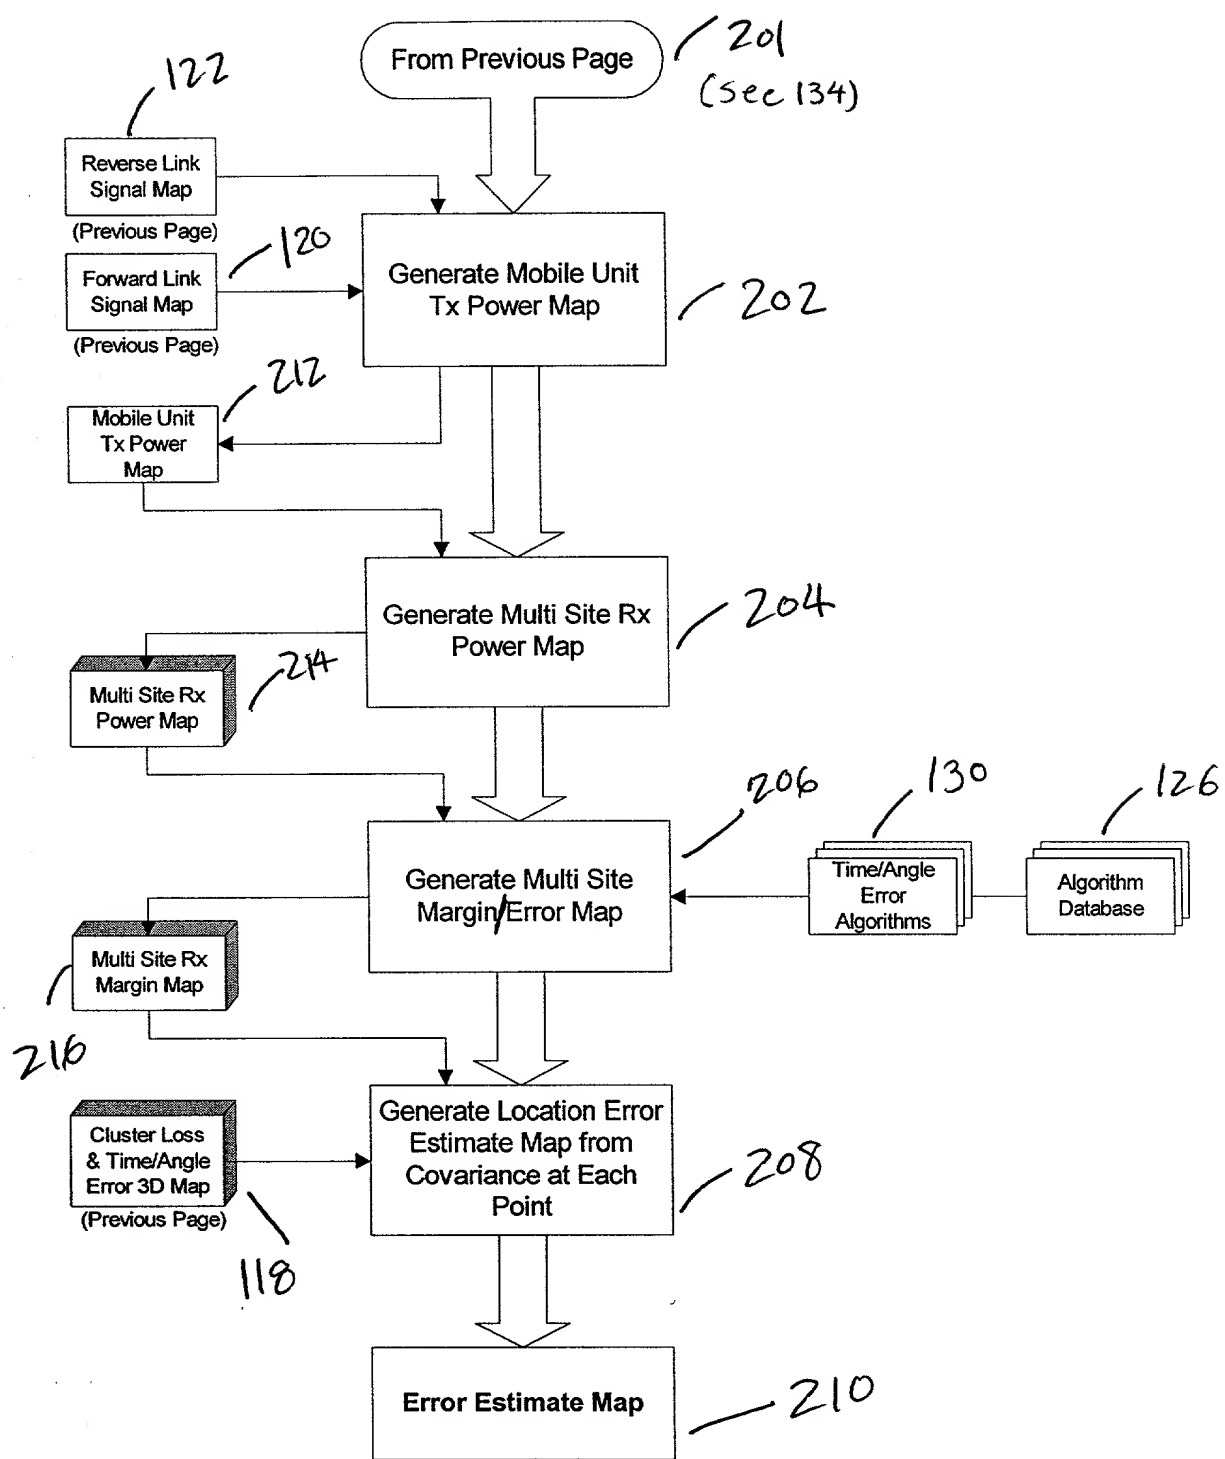 From Previous Page
201
(see 134)
122
Reverse Link
Signal Map
(Previous Page)
120
Forward Link
Signal Map
(Previous Page)
Generate Mobile Unit
Tx Power Map
202
212
Mobile Unit
Tx Power
Map
Generate Multi Site Rx
Power Map
204
214
Multi Site Rx
Power Map
206
130
126
Generate Multi Site
Margin/Error Map
Time/Angle
Error
Algorithms
Algorithm
Database
Multi Site Rx
Margin Map
216
Generate Location Error
Estimate Map from
Covariance at Each
Point
208
Cluster Loss
& Time/Angle
Error 3D Map
(Previous Page)
118
Error Estimate Map
210